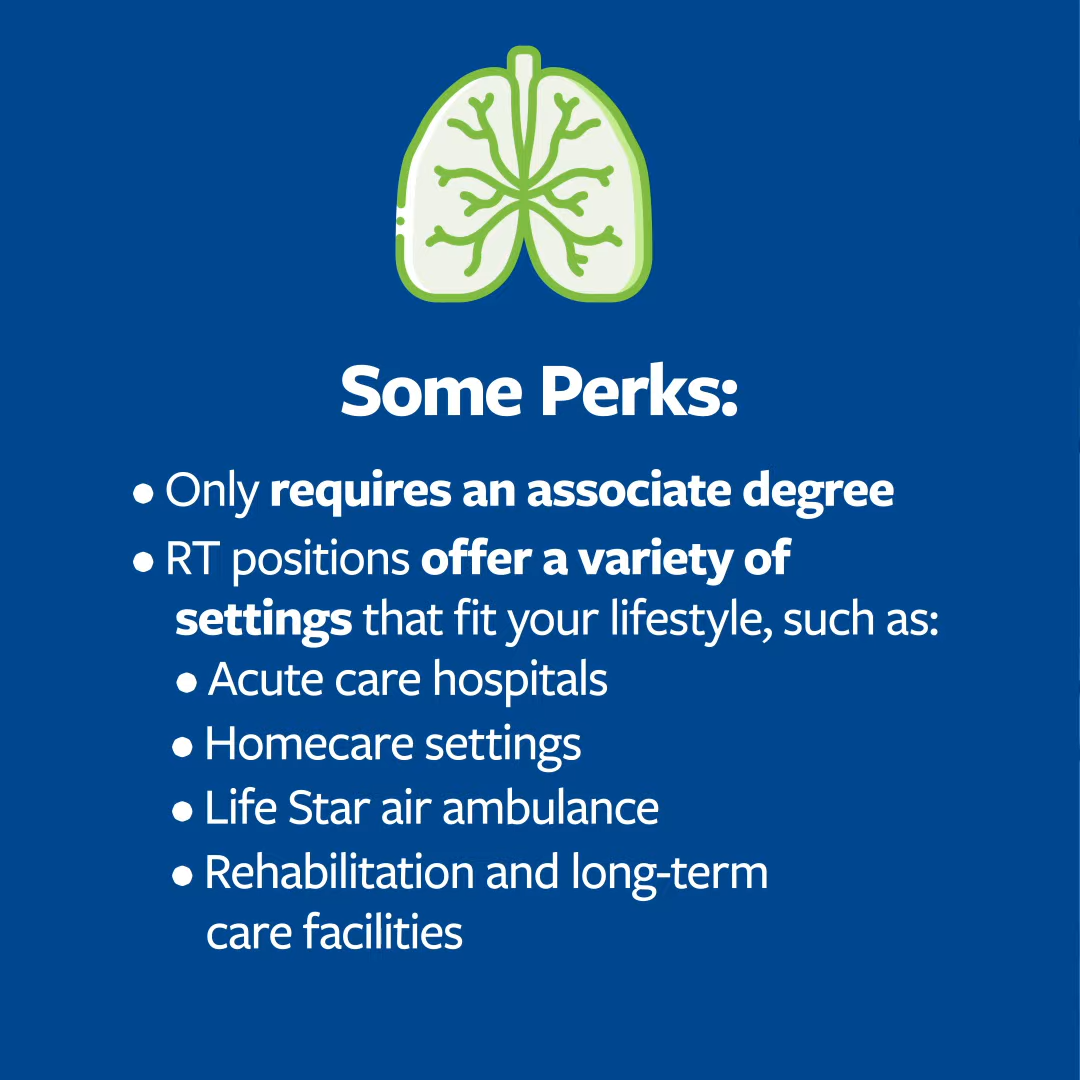 Some Perks:
• Only requires an associate degree
• RT positions offer a variety of
settings that fit your lifestyle, such as:
• Acute care hospitals
• Homecare settings
• Life Star air ambulance
• Rehabilitation and long-term
care facilities